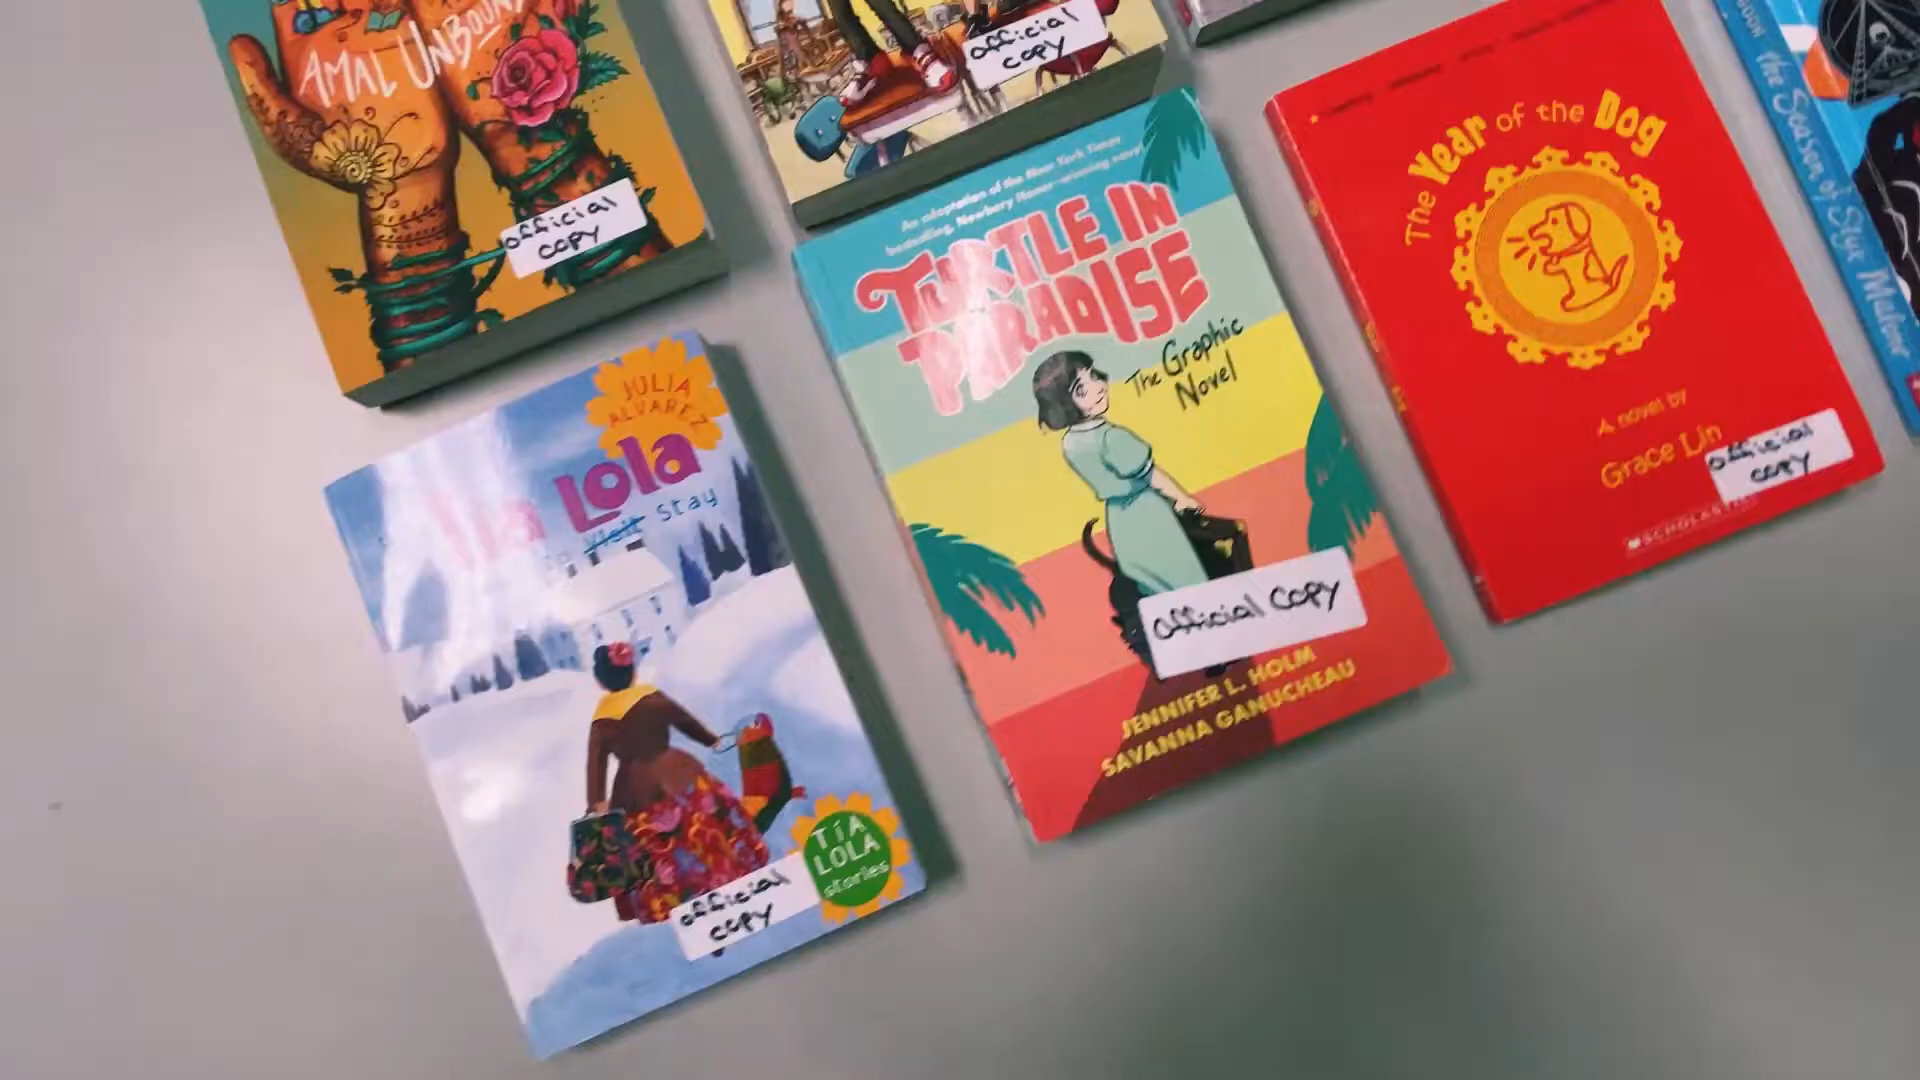 AMAL UNBOUND
official
copy
official
copy
An adaptation of the New York Times
bestselling, Newbery Honor-winning novel
TURTLE IN
PARADISE
The Graphic
Novel
official copy
JENNIFER L. HOLM
SAVANNA GANUCHEAU
The Year of the Dog
A novel by
Grace Lin
official
copy
SCHOLASTIC
the Season of Styx Malone
JULIA
ALVAREZ
Tía Lola
visit stay
TÍA
LOLA
stories
official
copy